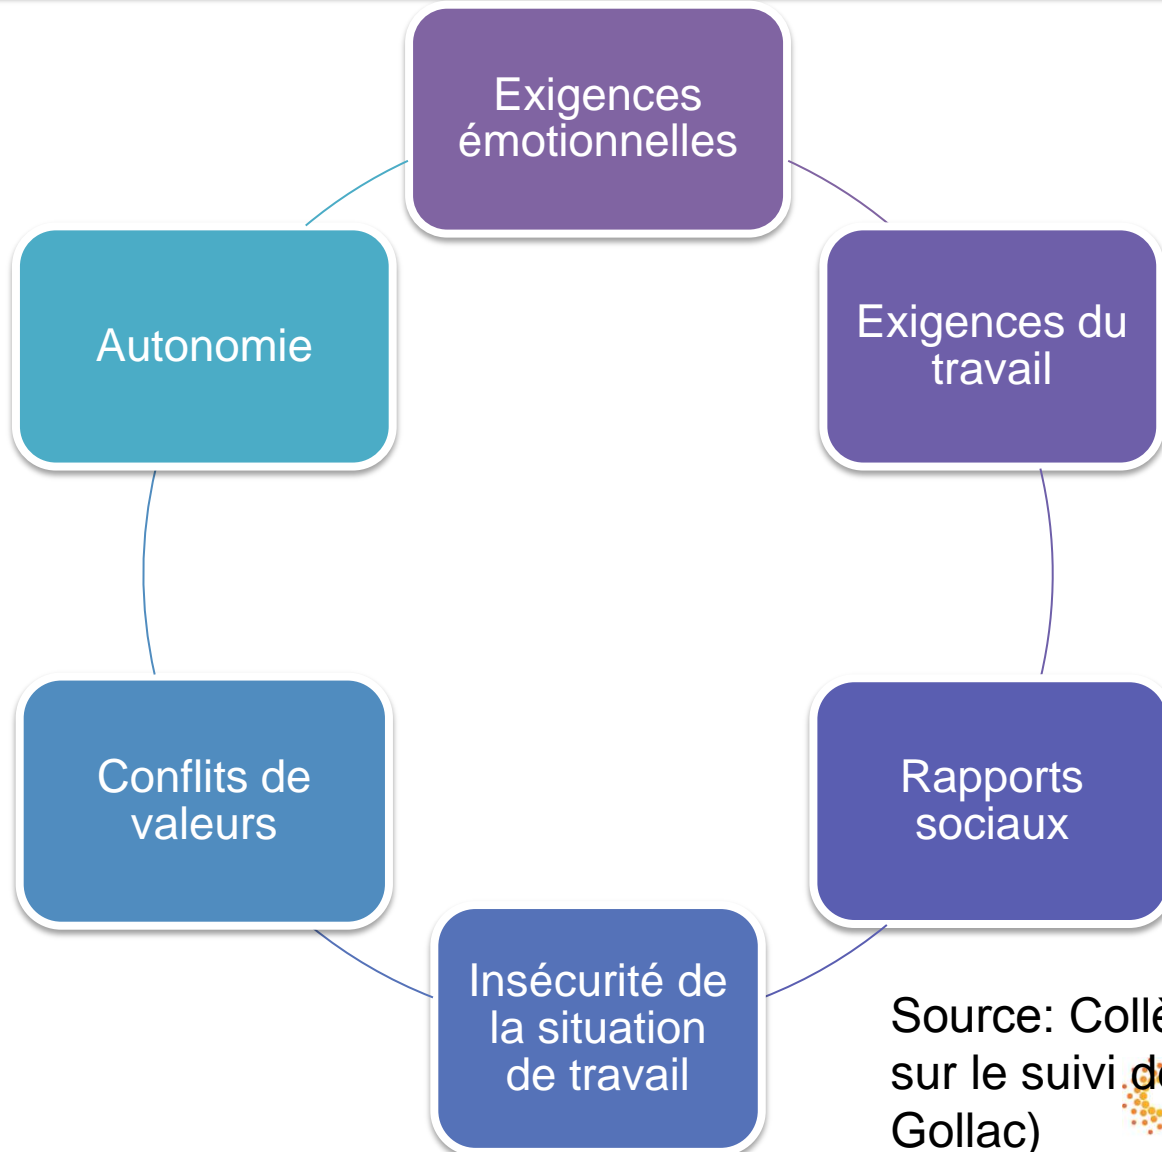 Exigences
émotionnelles
Exigences du
travail
Rapports
sociaux
Insécurité de
la situation
de travail
Conflits de
valeurs
Autonomie
Source: Coll
sur le suivi
Gollac)